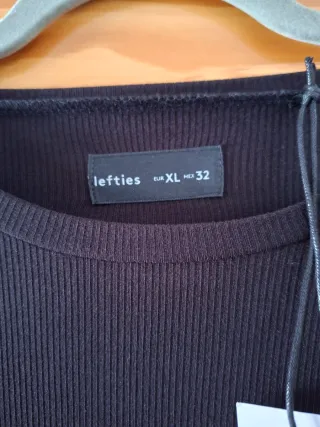 lefties EUR XL MEX 32